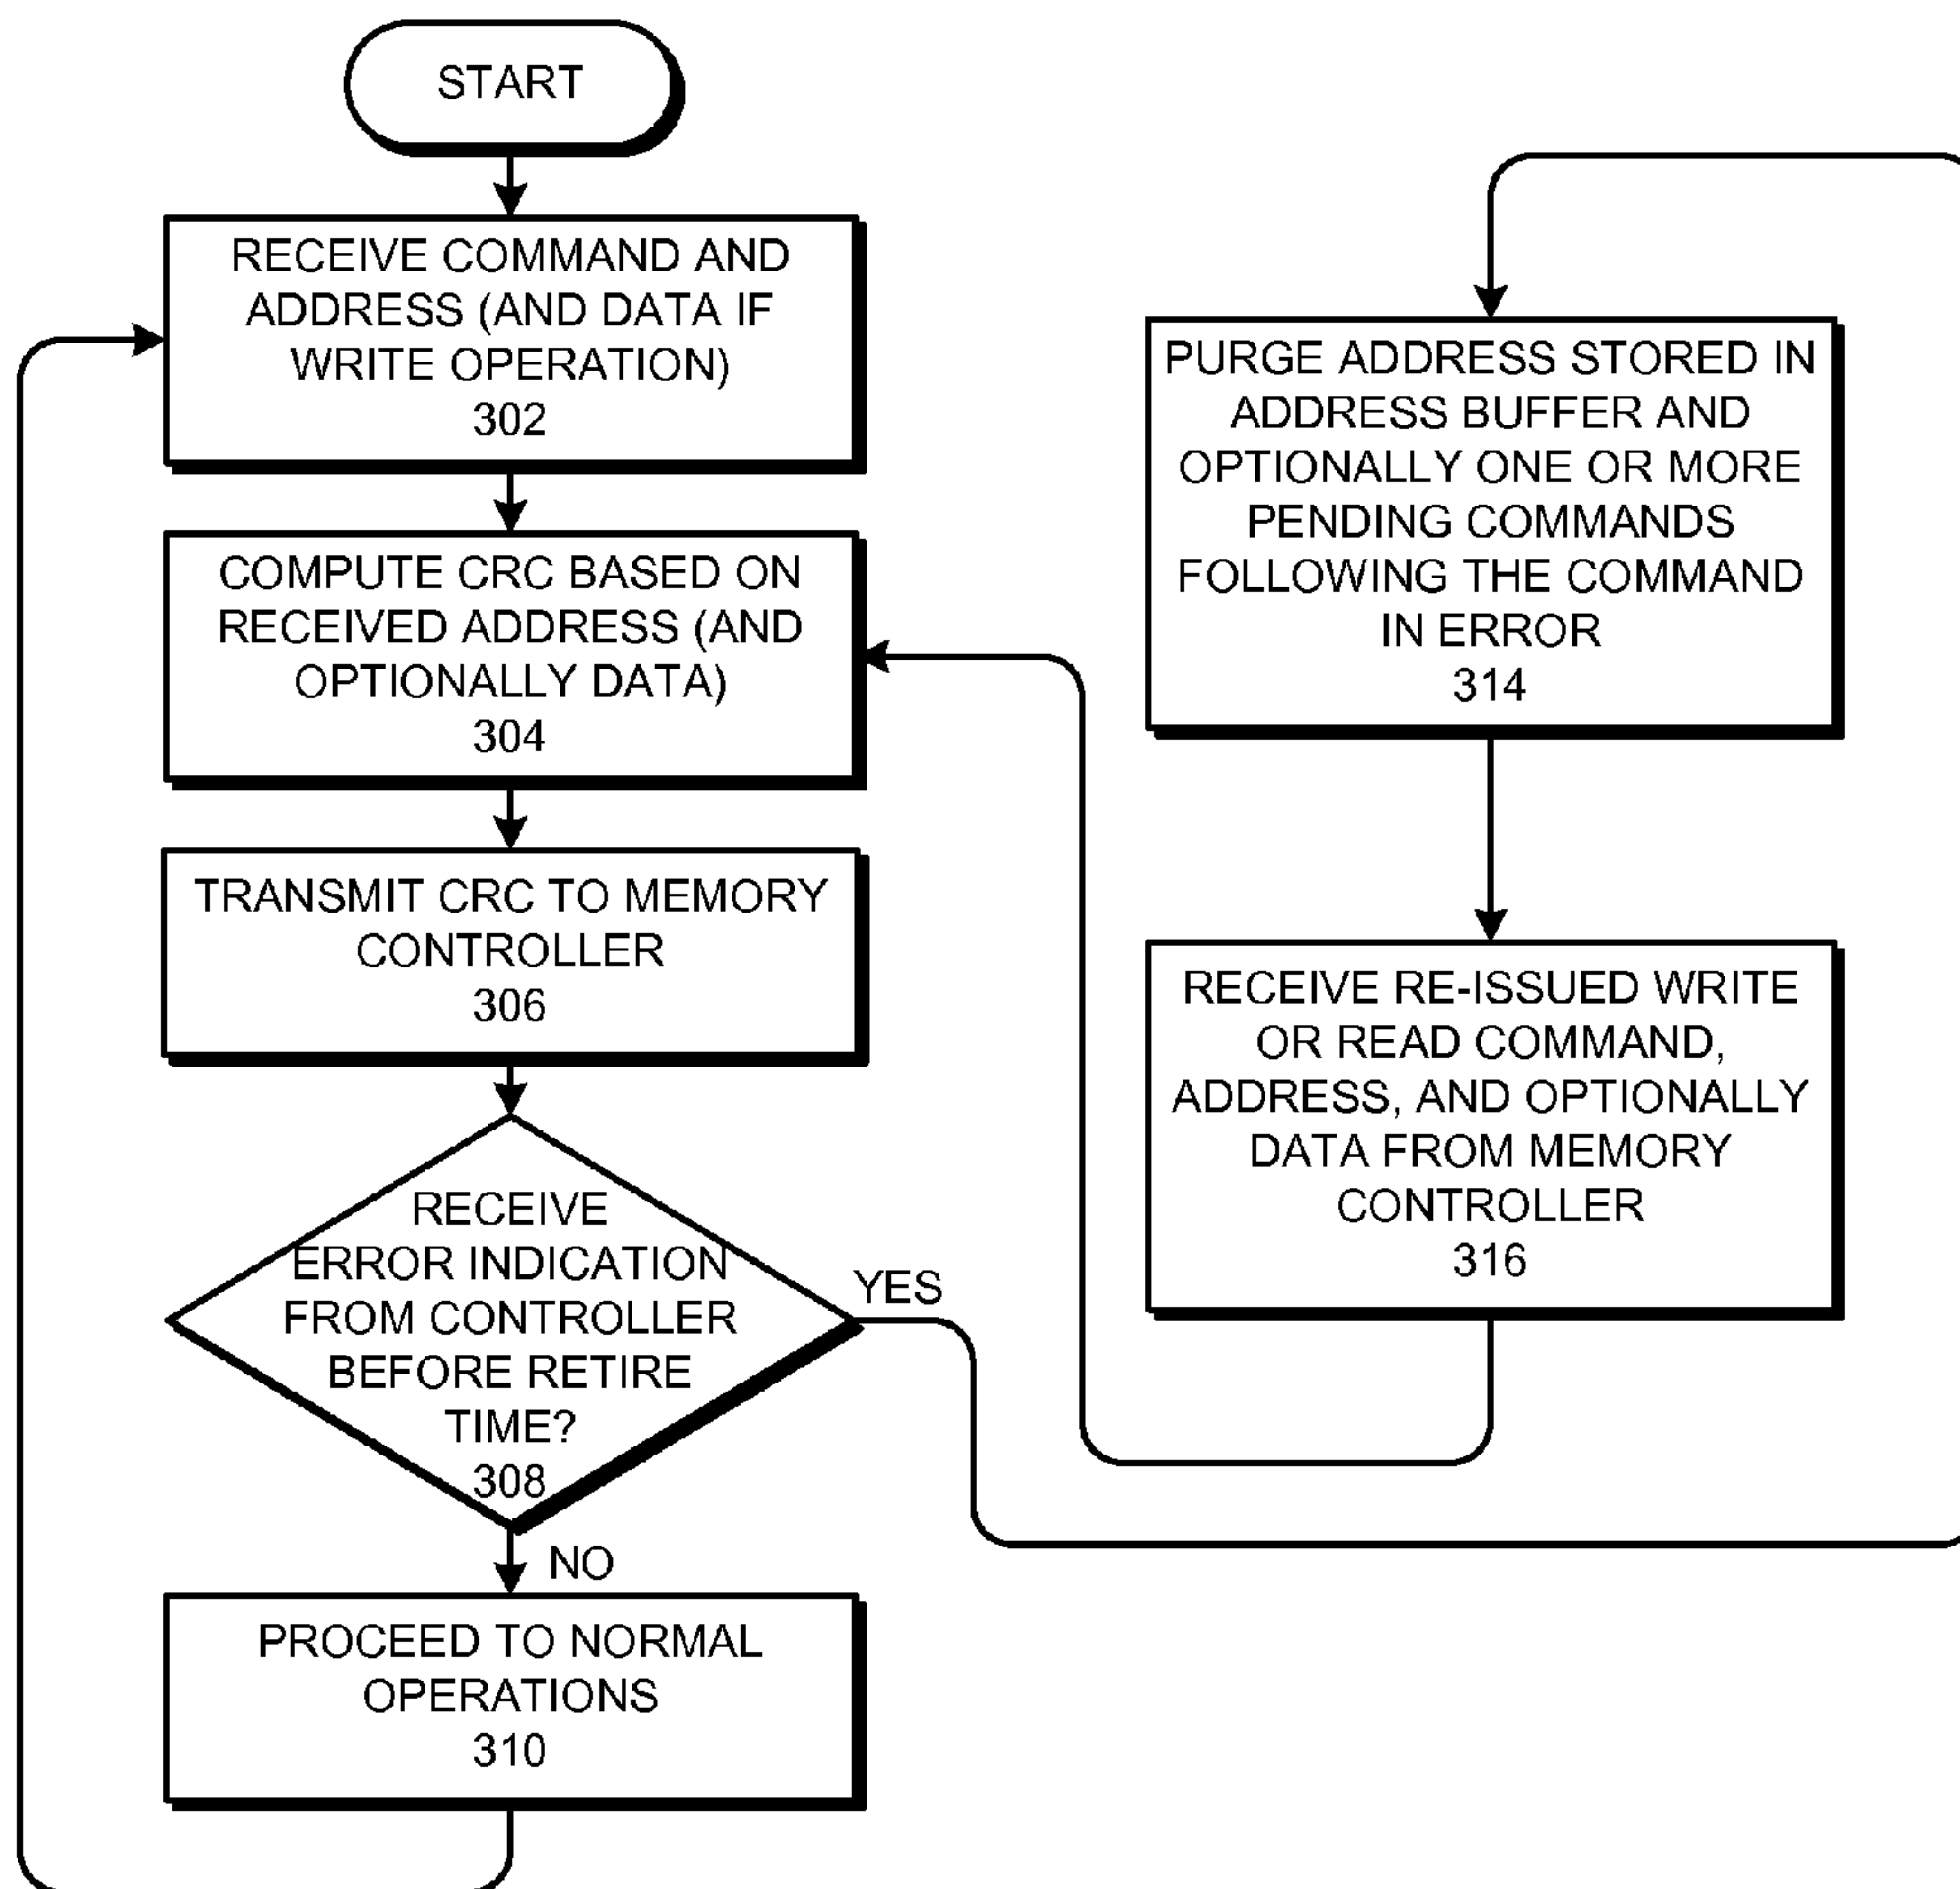 START
RECEIVE COMMAND AND
ADDRESS (AND DATA IF
WRITE OPERATION)
302
COMPUTE CRC BASED ON
RECEIVED ADDRESS (AND
OPTIONALLY DATA)
304
TRANSMIT CRC TO MEMORY
CONTROLLER
306
RECEIVE
ERROR INDICATION
FROM CONTROLLER
BEFORE RETIRE
TIME?
308
YES
NO
PROCEED TO NORMAL
OPERATIONS
310
PURGE ADDRESS STORED IN
ADDRESS BUFFER AND
OPTIONALLY ONE OR MORE
PENDING COMMANDS
FOLLOWING THE COMMAND
IN ERROR
314
RECEIVE RE-ISSUED WRITE
OR READ COMMAND,
ADDRESS, AND OPTIONALLY
DATA FROM MEMORY
CONTROLLER
316